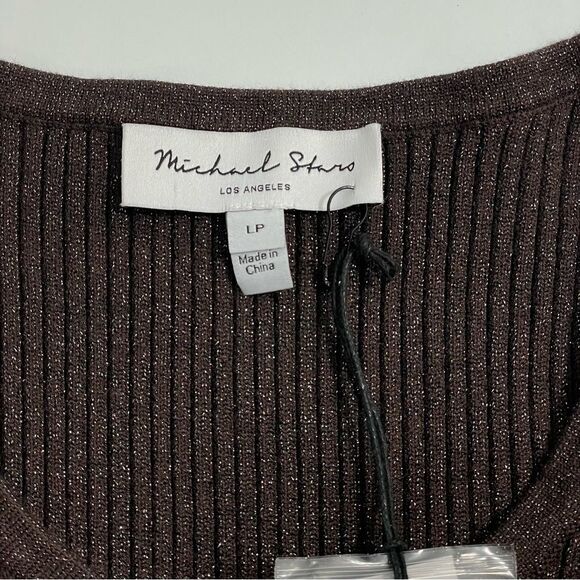 Michael Stars
LOS ANGELES
LP
Made in
China